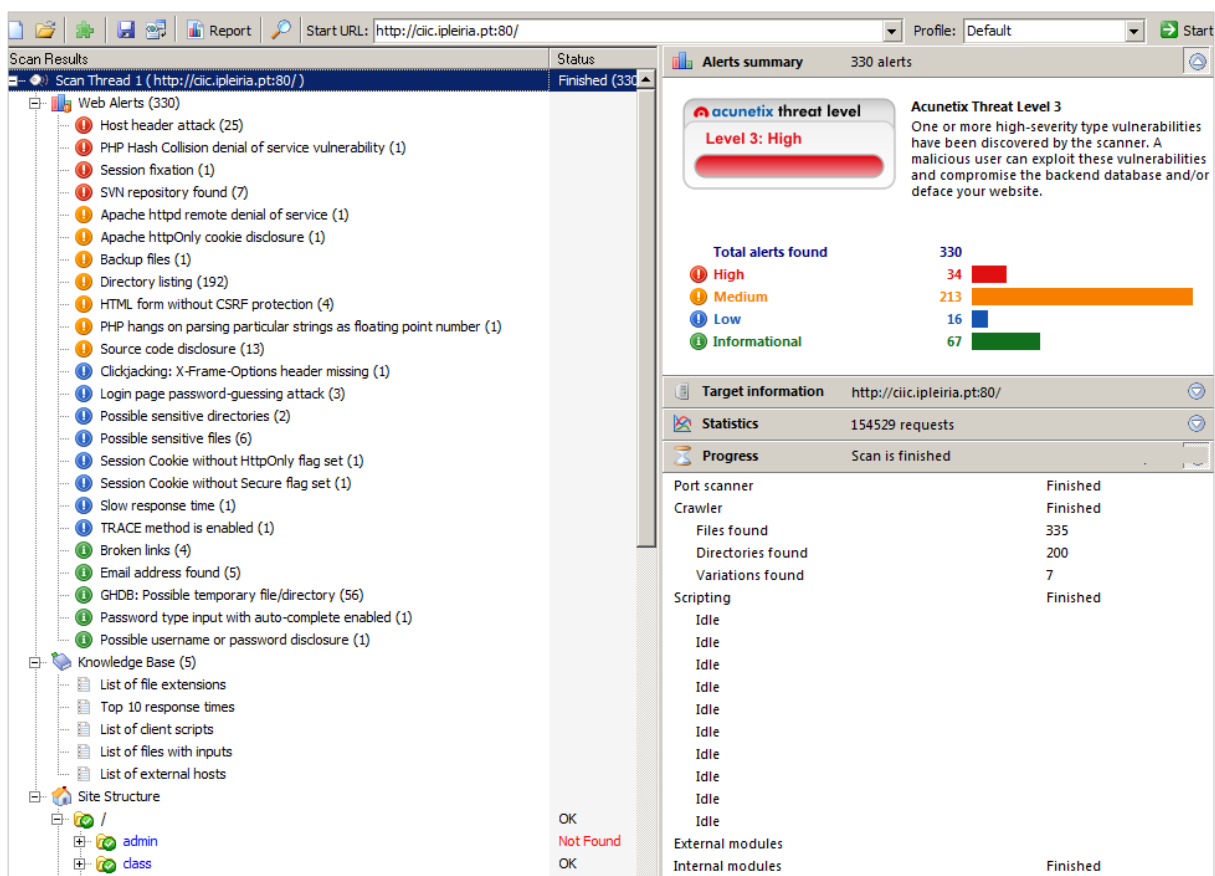 Report Start URL: http://ciic.ipleiria.pt:80/ Profile: Default Start
Scan Results Status
Scan Thread 1 ( http://ciic.ipleiria.pt:80/ ) Finished (330
Web Alerts (330)
Host header attack (25)
PHP Hash Collision denial of service vulnerability (1)
Session fixation (1)
SVN repository found (7)
Apache httpd remote denial of service (1)
Apache httpOnly cookie disclosure (1)
Backup files (1)
Directory listing (192)
HTML form without CSRF protection (4)
PHP hangs on parsing particular strings as floating point number (1)
Source code disclosure (13)
Clickjacking: X-Frame-Options header missing (1)
Login page password-guessing attack (3)
Possible sensitive directories (2)
Possible sensitive files (6)
Session Cookie without HttpOnly flag set (1)
Session Cookie without Secure flag set (1)
Slow response time (1)
TRACE method is enabled (1)
Broken links (4)
Email address found (5)
GHDB: Possible temporary file/directory (56)
Password type input with auto-complete enabled (1)
Possible username or password disclosure (1)
Knowledge Base (5)
List of file extensions
Top 10 response times
List of client scripts
List of files with inputs
List of external hosts
Site Structure
/ OK
admin Not Found
class OK
Alerts summary 330 alerts
acunetix threat level
Level 3: High
Acunetix Threat Level 3
One or more high-severity type vulnerabilities
have been discovered by the scanner. A
malicious user can exploit these vulnerabilities
and compromise the backend database and/or
deface your website.
Total alerts found 330
High 34
Medium 213
Low 16
Informational 67
Target information http://ciic.ipleiria.pt:80/
Statistics 154529 requests
Progress Scan is finished
Port scanner Finished
Crawler Finished
Files found 335
Directories found 200
Variations found 7
Scripting Finished
Idle
Idle
Idle
Idle
Idle
Idle
Idle
Idle
Idle
Idle
External modules
Internal modules Finished